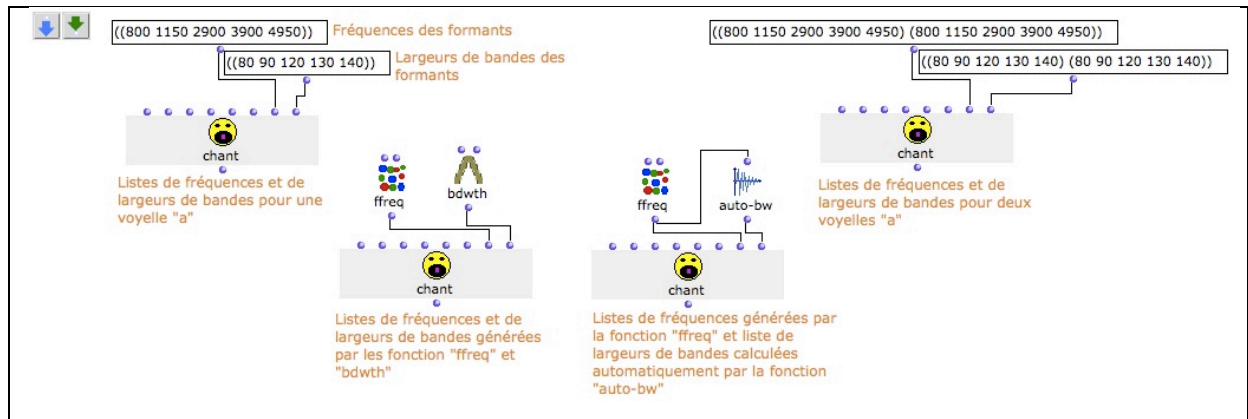 ((800 1150 2900 3900 4950))
Fréquences des formants
((80 90 120 130 140))
Largeurs de bandes des
formants
chant
Listes de fréquences et de
largeurs de bandes pour une
voyelle "a"
ffreq
bdwth
chant
Listes de fréquences et de
largeurs de bandes générées
par les fonction "ffreq" et
"bdwth"
ffreq
auto-bw
chant
Listes de fréquences générées par
la fonction "ffreq" et liste de
largeurs de bandes calculées
automatiquement par la fonction
"auto-bw"
((800 1150 2900 3900 4950) (800 1150 2900 3900 4950))
((80 90 120 130 140) (80 90 120 130 140))
chant
Listes de fréquences et de
largeurs de bandes pour deux
voyelles "a"